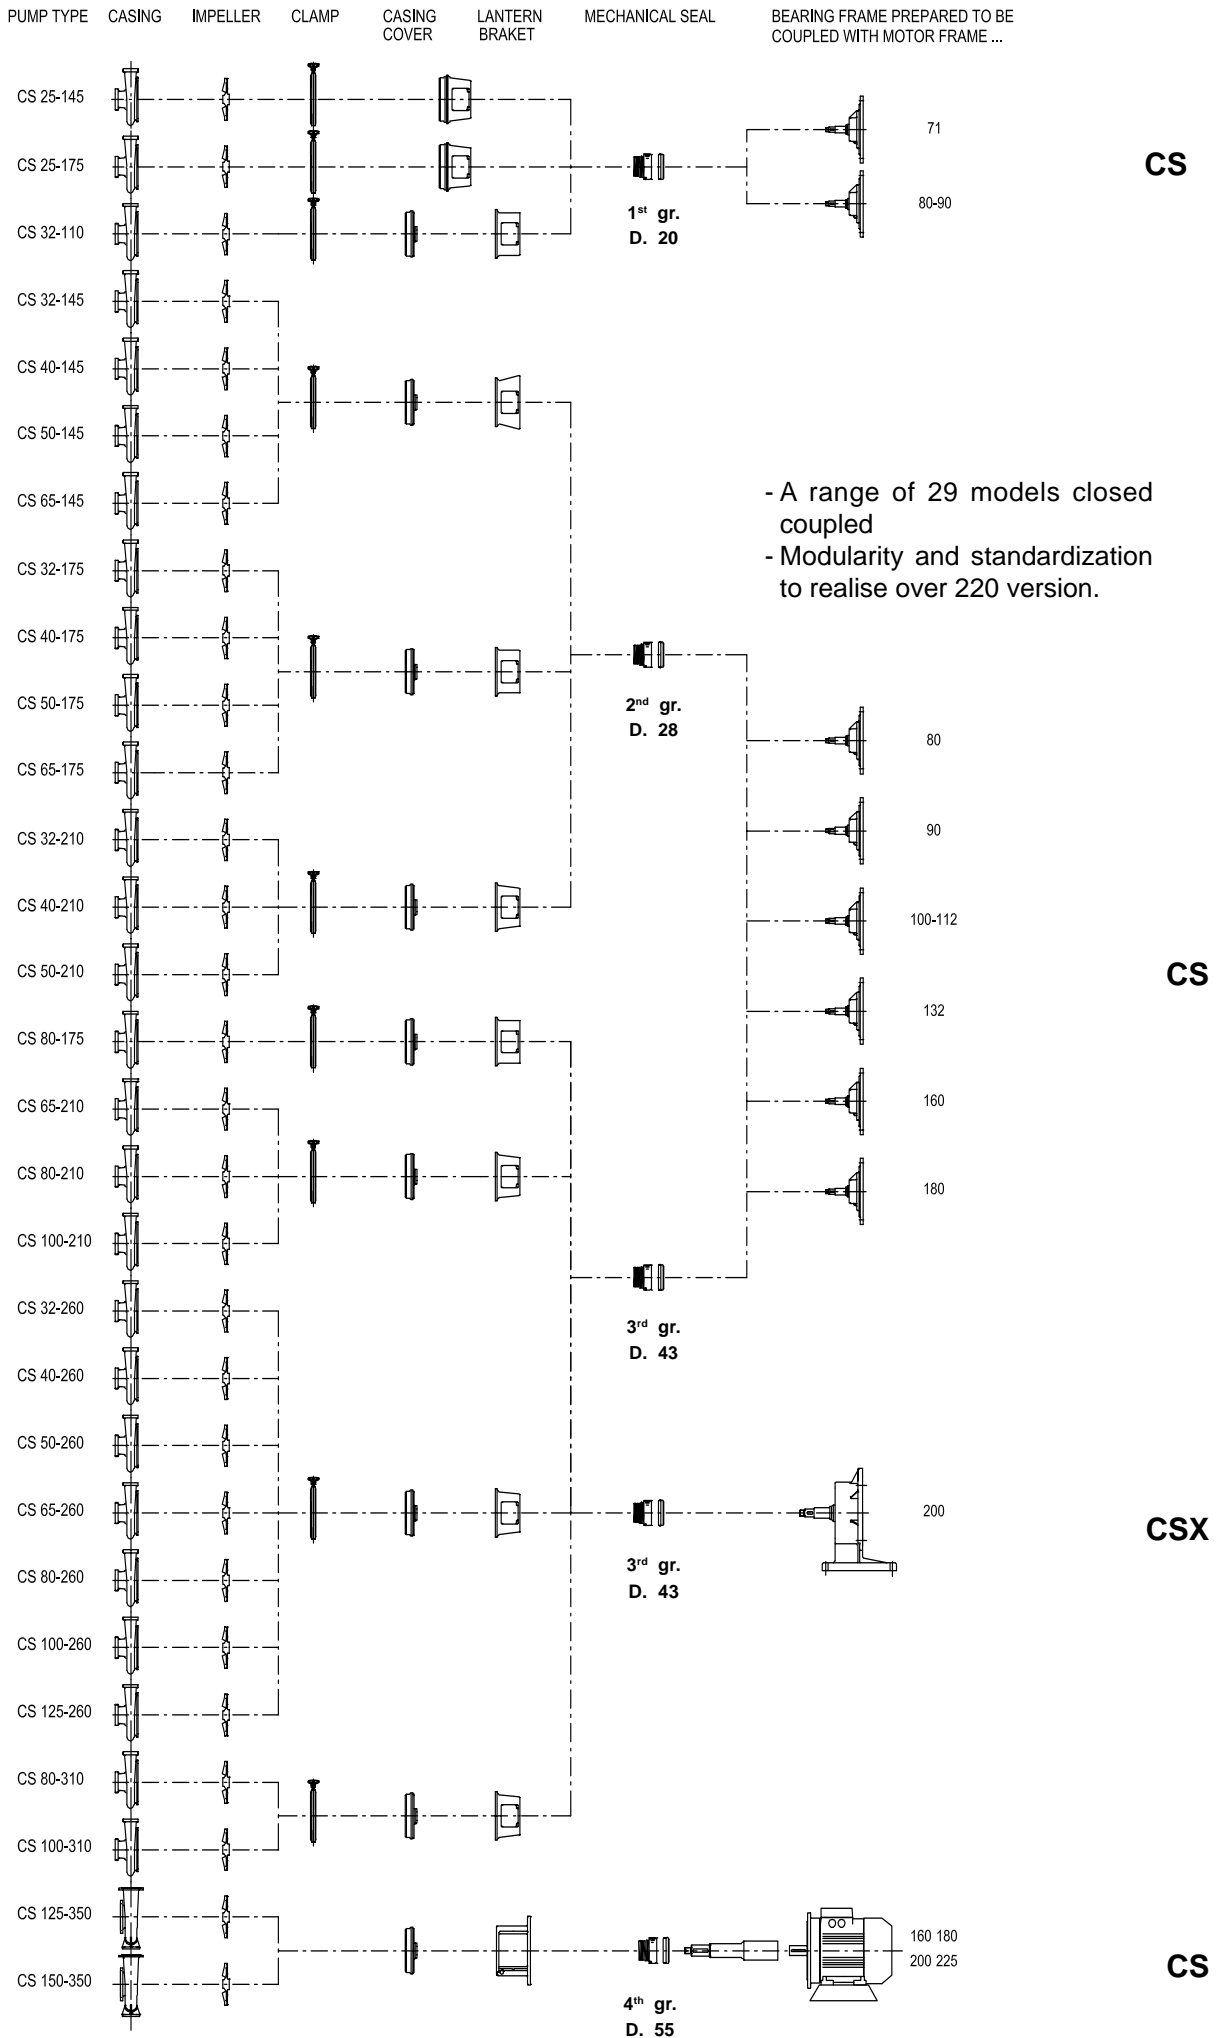 PUMP TYPE CASING IMPELLER CLAMP CASING COVER LANTERN BRAKET MECHANICAL SEAL BEARING FRAME PREPARED TO BE COUPLED WITH MOTOR FRAME ...
CS 25-145
71
CS 25-175
CS
80-90
1st gr.
D. 20
CS 32-110
CS 32-145
CS 40-145
CS 50-145
CS 65-145
- A range of 29 models closed
coupled
- Modularity and standardization
to realise over 220 version.
CS 32-175
CS 40-175
CS 50-175
2nd gr.
D. 28
80
CS 65-175
CS 32-210
90
CS 40-210
100-112
CS 50-210
CS
132
CS 80-175
CS 65-210
160
CS 80-210
180
CS 100-210
CS 32-260
3rd gr.
D. 43
CS 40-260
CS 50-260
CS 65-260
200
CSX
3rd gr.
D. 43
CS 80-260
CS 100-260
CS 125-260
CS 80-310
CS 100-310
CS 125-350
160 180
200 225
CS
CS 150-350
4th gr.
D. 55